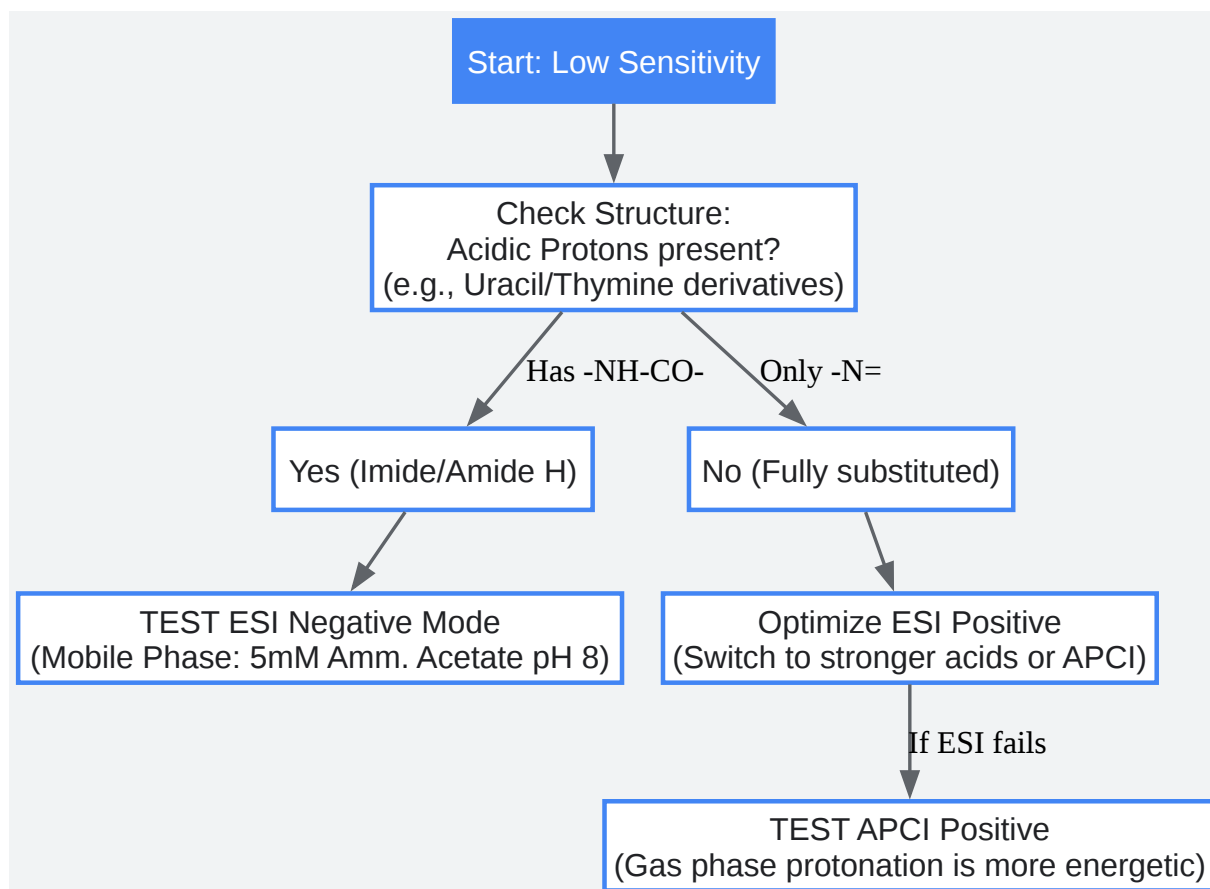 Start: Low Sensitivity
Check Structure:
Acidic Protons present?
(e.g., Uracil/Thymine derivatives)
Has -NH-CO-
Only -N=
Yes (Imide/Amide H)
No (Fully substituted)
TEST ESI Negative Mode
(Mobile Phase: 5mM Amm. Acetate pH 8)
Optimize ESI Positive
(Switch to stronger acids or APCI)
If ESI fails
TEST APCI Positive
(Gas phase protonation is more energetic)